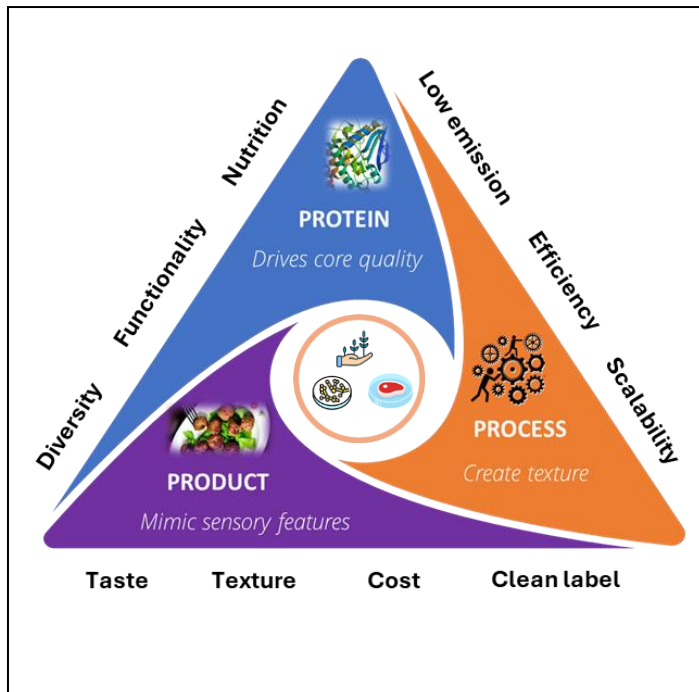 Nutrition
Functionality
Diversity
Low emission
Efficiency
Scalability
PROTEIN
Drives core quality
PROCESS
Create texture
PRODUCT
Mimic sensory features
Taste Texture Cost Clean label